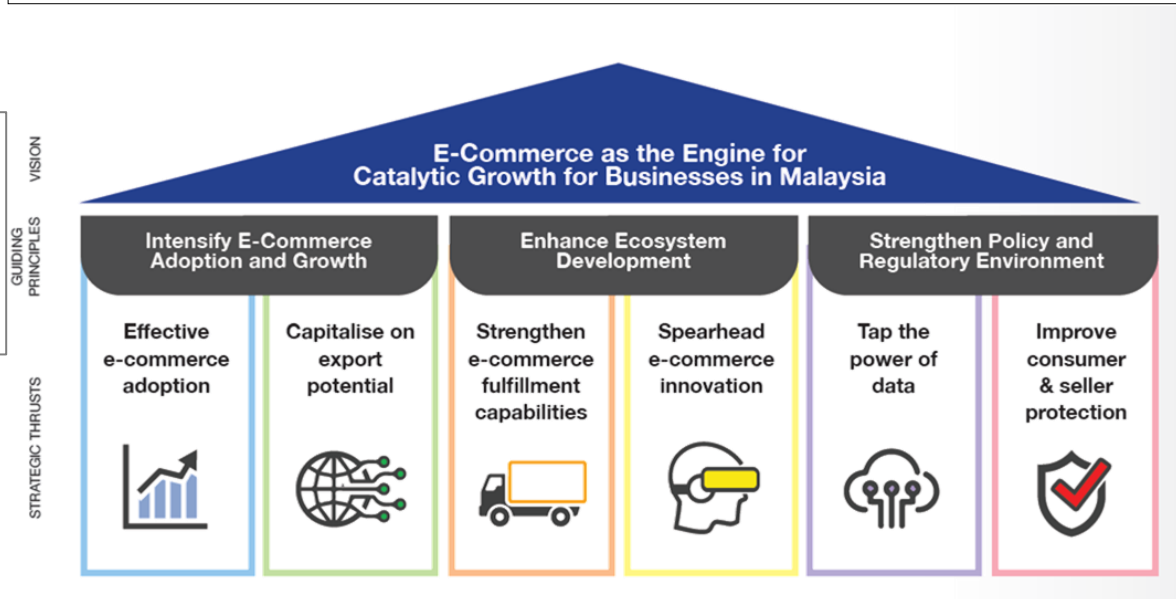 VISION
E-Commerce as the Engine for
Catalytic Growth for Businesses in Malaysia
GUIDING
PRINCIPLES
Intensify E-Commerce
Adoption and Growth
Enhance Ecosystem
Development
Strengthen Policy and
Regulatory Environment
STRATEGIC THRUSTS
Effective
e-commerce
adoption
Capitalise on
export
potential
Strengthen
e-commerce
fulfillment
capabilities
Spearhead
e-commerce
innovation
Tap the
power of
data
Improve
consumer
& seller
protection